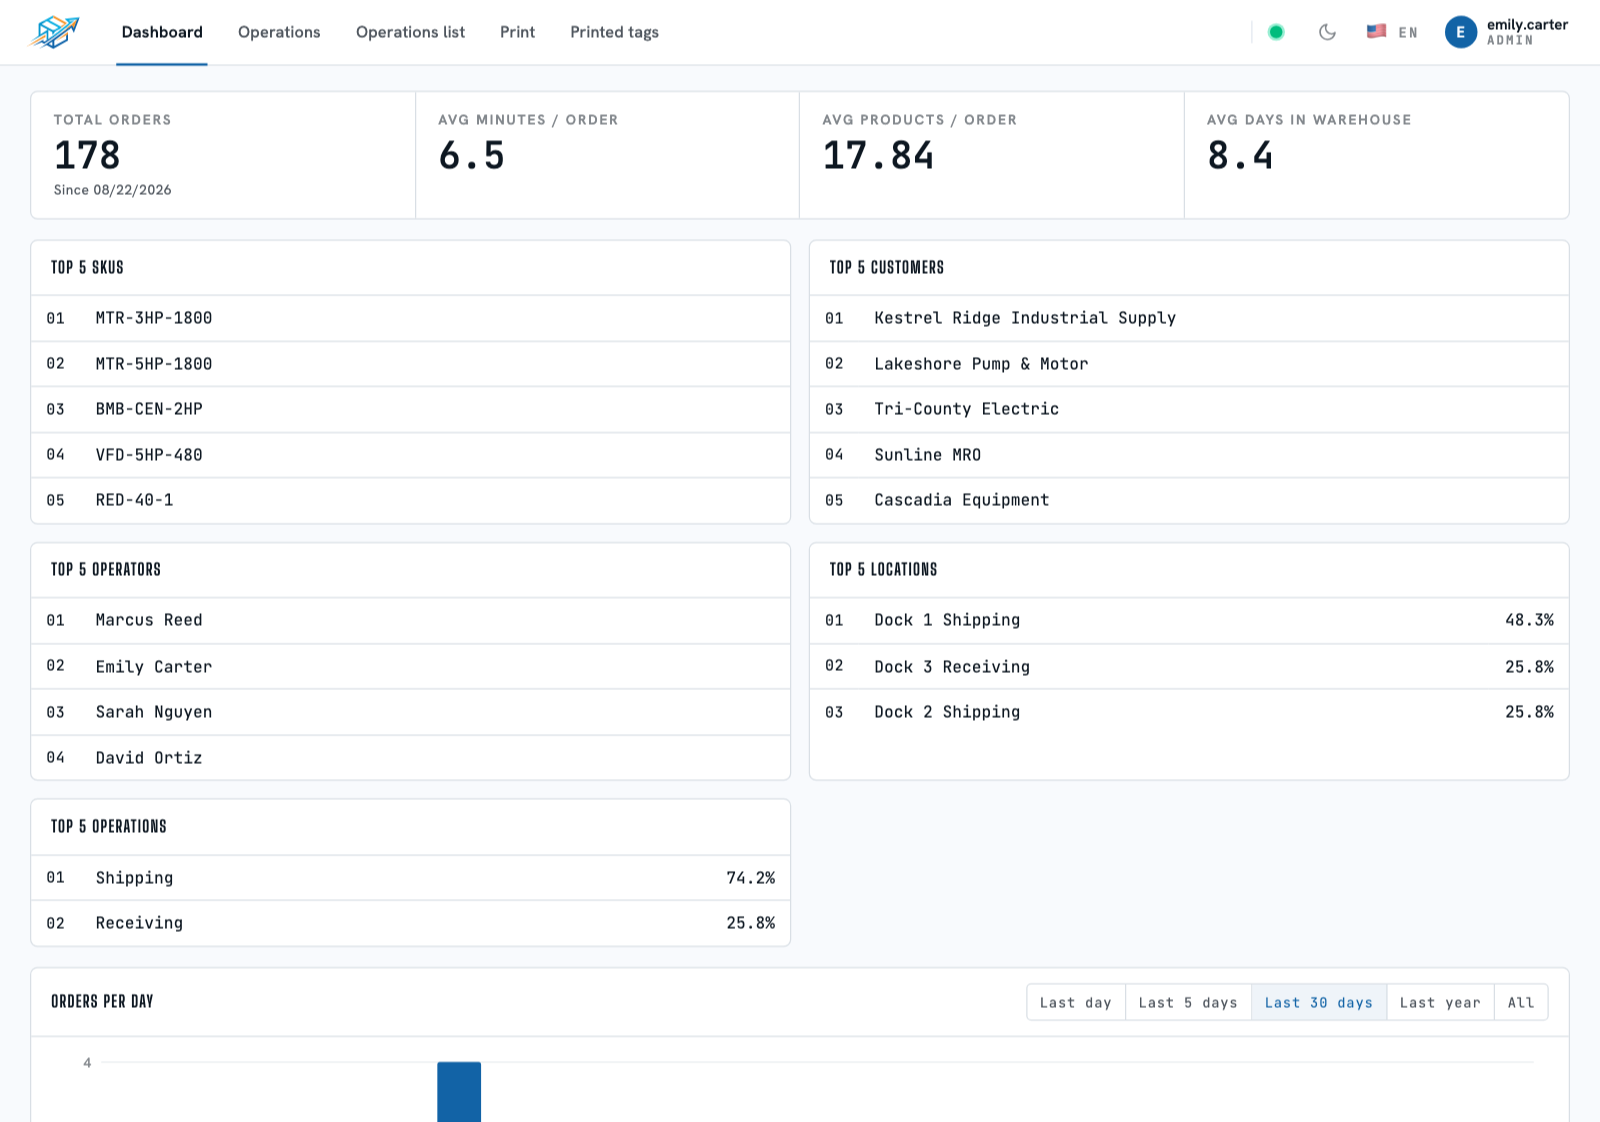 Dashboard
Operations
Operations list
Print
Printed tags
EN
E
emily.carter
ADMIN
TOTAL ORDERS
178
Since 08/22/2026
AVG MINUTES / ORDER
6.5
AVG PRODUCTS / ORDER
17.84
AVG DAYS IN WAREHOUSE
8.4
TOP 5 SKUS
01 MTR-3HP-1800
02 MTR-5HP-1800
03 BMB-CEN-2HP
04 VFD-5HP-480
05 RED-40-1
TOP 5 CUSTOMERS
01 Kestrel Ridge Industrial Supply
02 Lakeshore Pump & Motor
03 Tri-County Electric
04 Sunline MRO
05 Cascadia Equipment
TOP 5 OPERATORS
01 Marcus Reed
02 Emily Carter
03 Sarah Nguyen
04 David Ortiz
TOP 5 LOCATIONS
01 Dock 1 Shipping 48.3%
02 Dock 3 Receiving 25.8%
03 Dock 2 Shipping 25.8%
TOP 5 OPERATIONS
01 Shipping 74.2%
02 Receiving 25.8%
ORDERS PER DAY
Last day
Last 5 days
Last 30 days
Last year
All
4